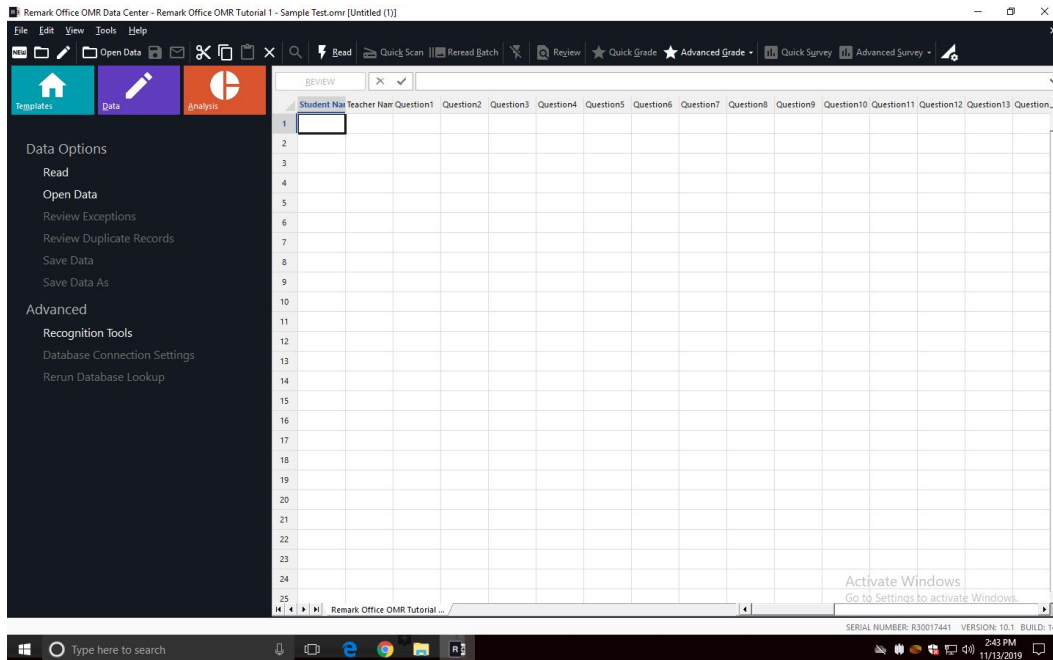 Remark Office OMR Data Center - Remark Office OMR Tutorial 1 - Sample Test.omr [Untitled (1)]
File Edit View Tools Help
NEW Open Data Read Quick Scan Reread Batch Review Quick Grade Advanced Grade Quick Survey Advanced Survey
Templates Data Analysis
REVIEW
Student Nar Teacher Nar Question1 Question2 Question3 Question4 Question5 Question6 Question7 Question8 Question9 Question10 Question11 Question12 Question13 Question
1
2
3
4
5
6
7
8
9
10
11
12
13
14
15
16
17
18
19
20
21
22
23
24
25
Data Options
Read
Open Data
Review Exceptions
Review Duplicate Records
Save Data
Save Data As
Advanced
Recognition Tools
Database Connection Settings
Rerun Database Lookup
Activate Windows
Go to Settings to activate Windows.
Remark Office OMR Tutorial ...
SERIAL NUMBER: R30017441 VERSION: 10.1 BUILD:
Type here to search
2:43 PM
11/13/2019